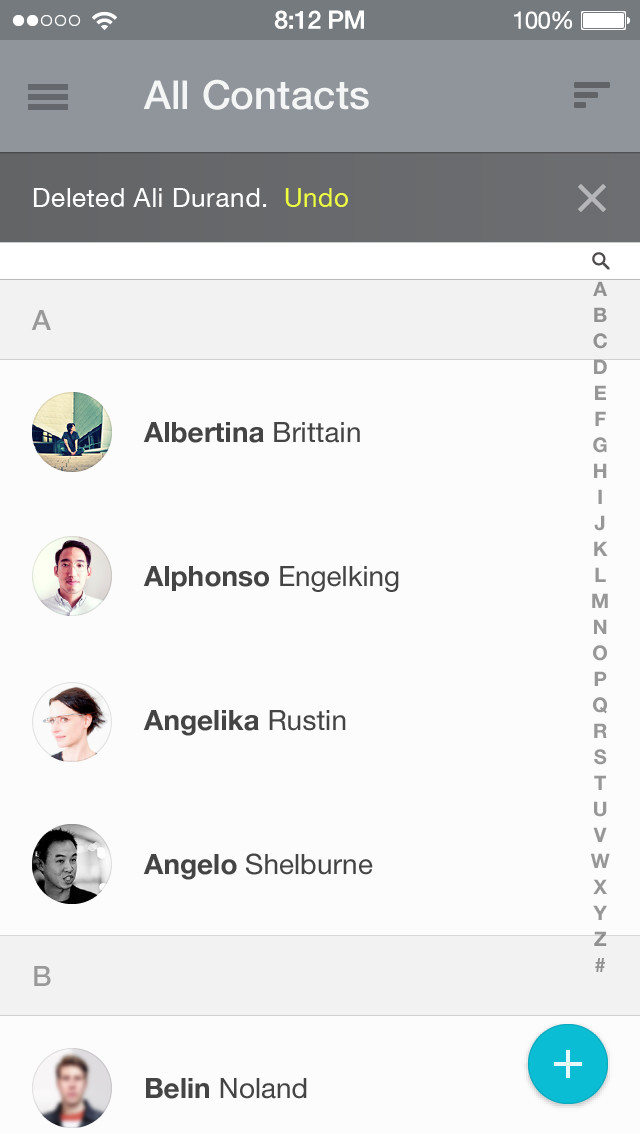 8:12 PM 100%
All Contacts
Deleted Ali Durand. Undo
A
Albertina Brittain
Alphonso Engelking
Angelika Rustin
Angelo Shelburne
B
Belin Noland
A
B
C
D
E
F
G
H
I
J
K
L
M
N
O
P
Q
R
S
T
U
V
W
X
Y
Z
#